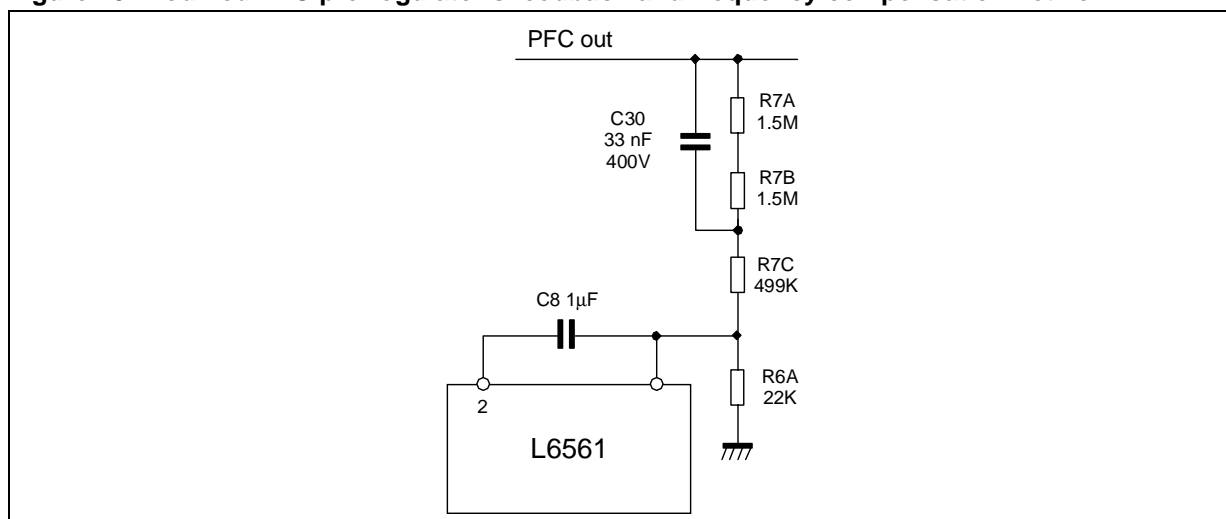 PFC out
C30
33 nF
400V
R7A
1.5M
R7B
1.5M
R7C
499K
C8 1μF
R6A
22K
2
L6561